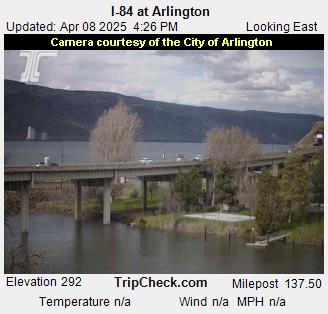 I-84 at Arlington
Updated: Apr 08 2025 4:26 PM Looking East
Camera courtesy of the City of Arlington
Elevation 292 TripCheck.com Milepost 137.50
Temperature n/a Wind n/a MPH n/a